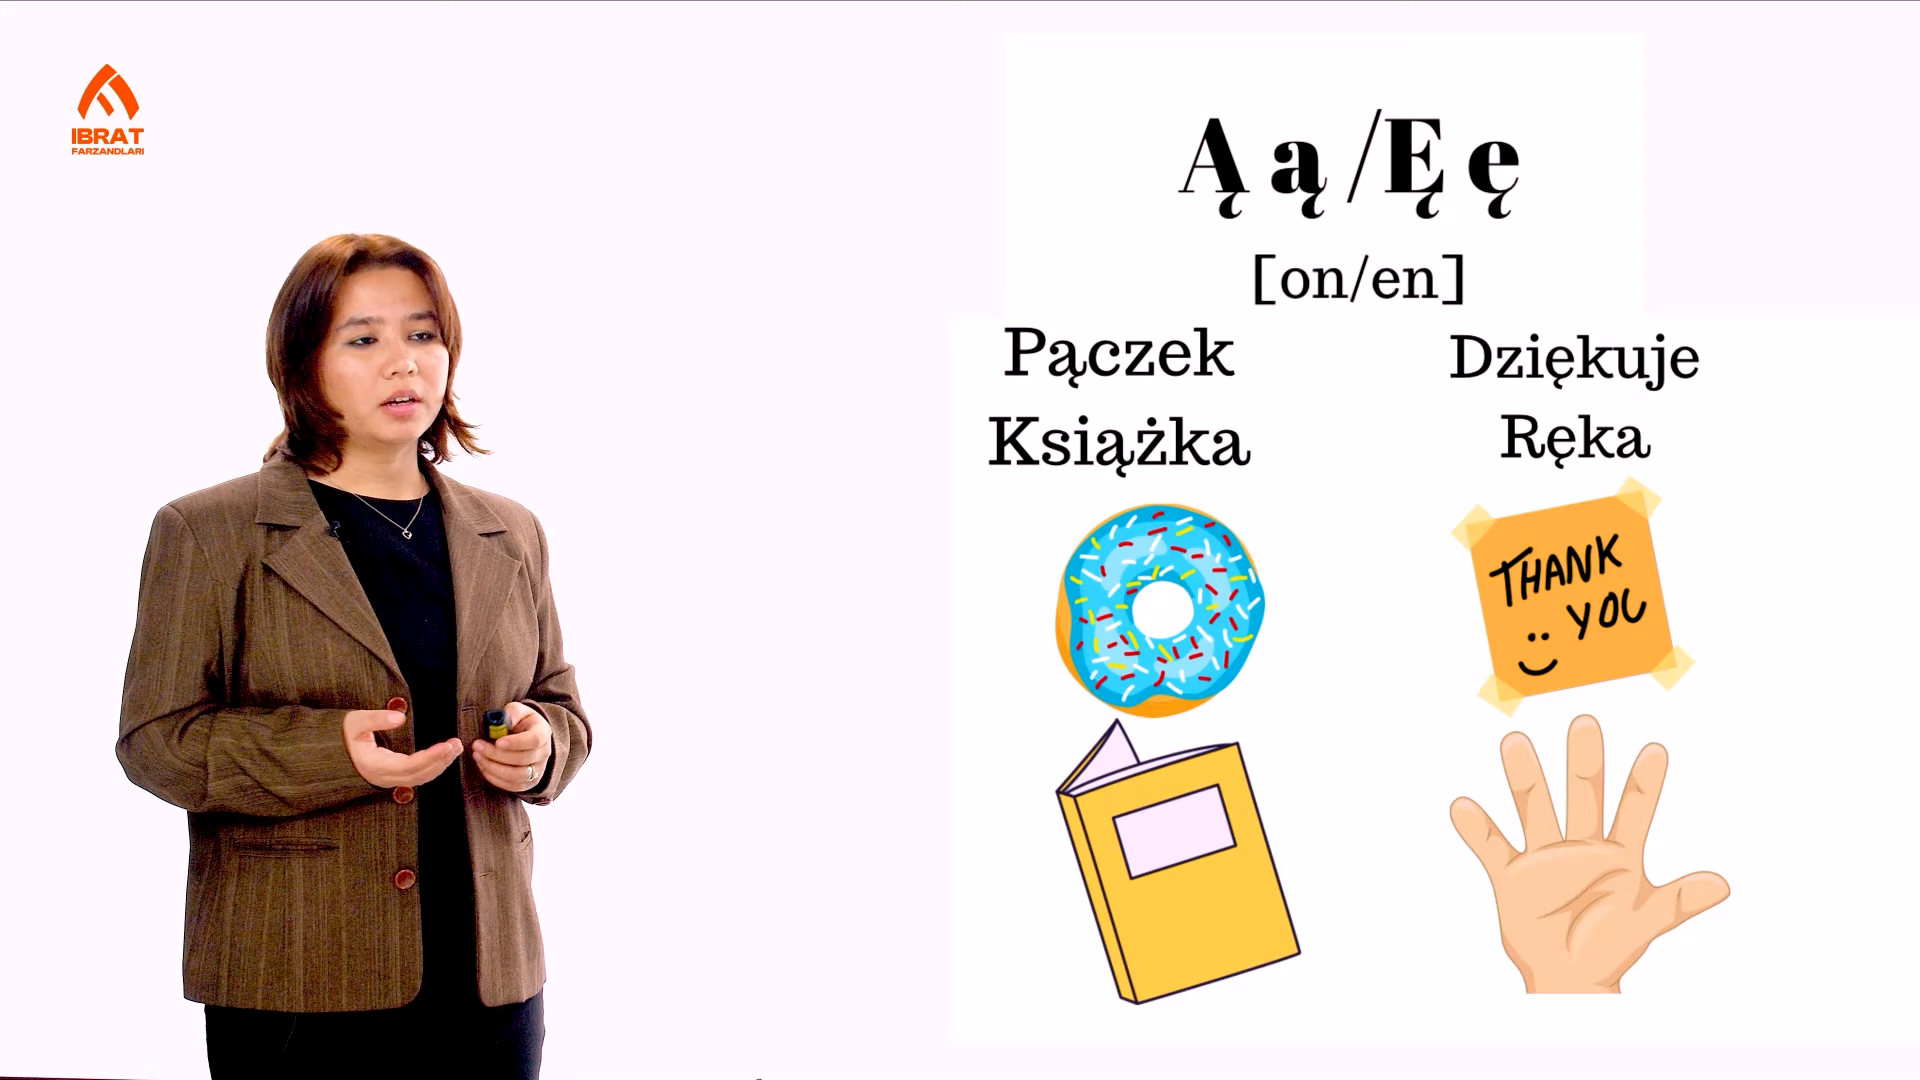 IBRAT
FARZANDLARI
Ą ą /Ę ę
[on/en]
Pączek
Książka
Dziękuje
Ręka
THANK
YOU